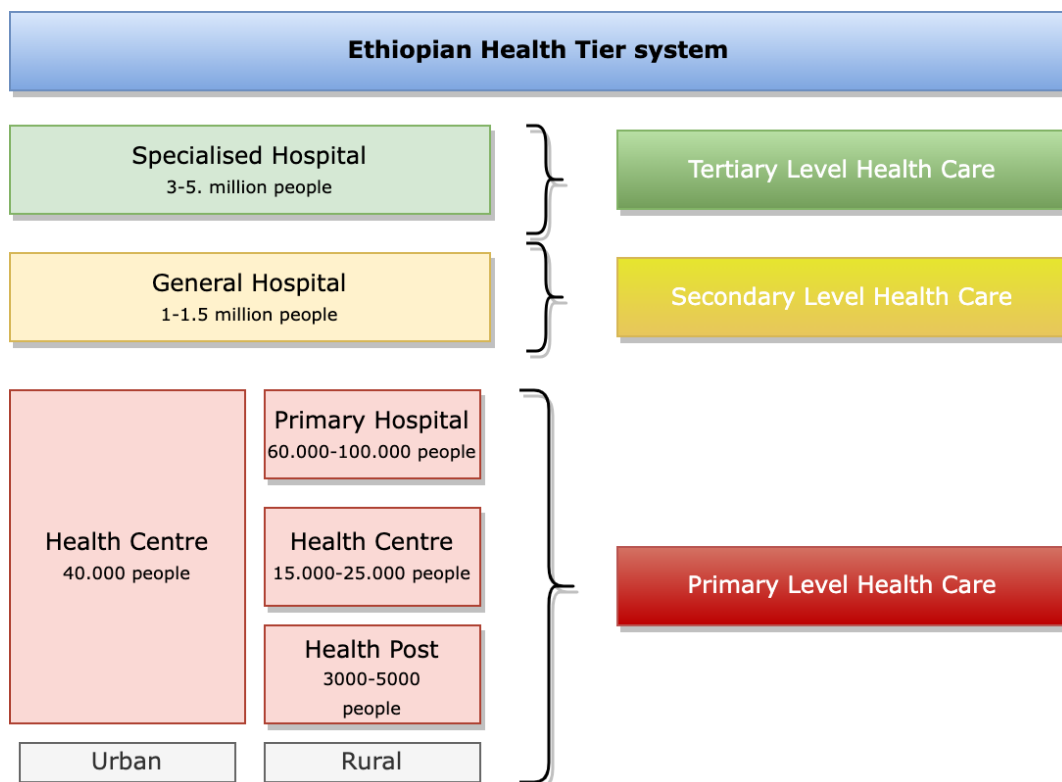 Ethiopian Health Tier system
Specialised Hospital
3-5. million people
Tertiary Level Health Care
General Hospital
1-1.5 million people
Secondary Level Health Care
Health Centre
40.000 people
Primary Hospital
60.000-100.000 people
Health Centre
15.000-25.000 people
Health Post
3000-5000
people
Primary Level Health Care
Urban
Rural